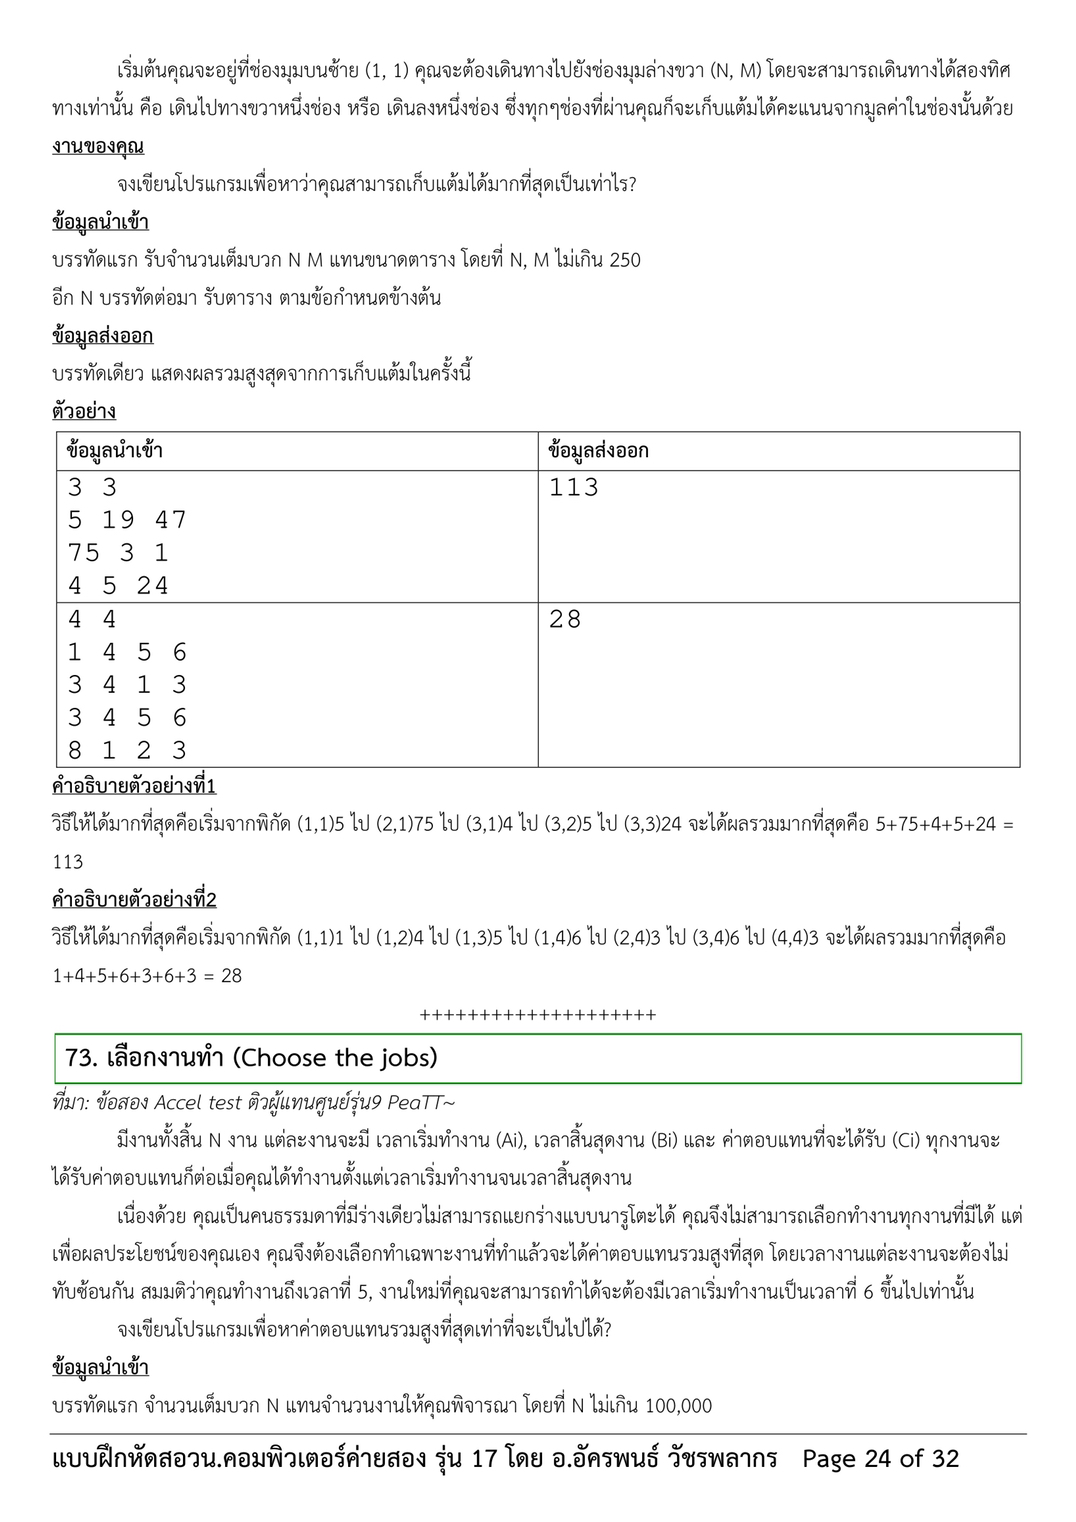 เริ่มต้นคุณจะอยู่ที่ช่องมุมบนซ้าย (1, 1) คุณจะต้องเดินทางไปยังช่องมุมล่างขวา (N, M) โดยจะสามารถเดินทางได้สองทิศ
ทางเท่านั้น คือ เดินไปทางขวาหนึ่งช่อง หรือ เดินลงหนึ่งช่อง ซึ่งทุกๆช่องที่ผ่านคุณก็จะเก็บแต้มได้คะแนนจากมูลค่าในช่องนั้นด้วย
งานของคุณ
จงเขียนโปรแกรมเพื่อหาว่าคุณสามารถเก็บแต้มได้มากที่สุดเป็นเท่าไร?
ข้อมูลนำเข้า
บรรทัดแรก รับจำนวนเต็มบวก N M แทนขนาดตาราง โดยที่ N, M ไม่เกิน 250
อีก N บรรทัดต่อมา รับตาราง ตามข้อกำหนดข้างต้น
ข้อมูลส่งออก
บรรทัดเดียว แสดงผลรวมสูงสุดจากการเก็บแต้มในครั้งนี้
ตัวอย่าง
ข้อมูลนำเข้า ข้อมูลส่งออก
3 3 113
5 19 47
75 3 1
4 5 24
4 4 28
1 4 5 6
3 4 1 3
3 4 5 6
8 1 2 3
คำอธิบายตัวอย่างที่1
วิธีให้ได้มากที่สุดคือเริ่มจากพิกัด (1,1)5 ไป (2,1)75 ไป (3,1)4 ไป (3,2)5 ไป (3,3)24 จะได้ผลรวมมากที่สุดคือ 5+75+4+5+24 =
113
คำอธิบายตัวอย่างที่2
วิธีให้ได้มากที่สุดคือเริ่มจากพิกัด (1,1)1 ไป (1,2)4 ไป (1,3)5 ไป (1,4)6 ไป (2,4)3 ไป (3,4)6 ไป (4,4)3 จะได้ผลรวมมากที่สุดคือ
1+4+5+6+3+6+3 = 28
++++++++++++++++++++
73. เลือกงานทำ (Choose the jobs)
ที่มา: ข้อสอง Accel test ติวผู้แทนศูนย์รุ่น9 PeaTT~
มีงานทั้งสิ้น N งาน แต่ละงานจะมี เวลาเริ่มทำงาน (Ai), เวลาสิ้นสุดงาน (Bi) และ ค่าตอบแทนที่จะได้รับ (Ci) ทุกงานจะ
ได้รับค่าตอบแทนก็ต่อเมื่อคุณได้ทำงานตั้งแต่เวลาเริ่มทำงานจนเวลาสิ้นสุดงาน
เนื่องด้วย คุณเป็นคนธรรมดาที่มีร่างเดียวไม่สามารถแยกร่างแบบนารูโตะได้ คุณจึงไม่สามารถเลือกทำงานทุกงานที่มีได้ แต่
เพื่อผลประโยชน์ของคุณเอง คุณจึงต้องเลือกทำเฉพาะงานที่ทำแล้วจะได้ค่าตอบแทนรวมสูงที่สุด โดยเวลางานแต่ละงานจะต้องไม่
ทับซ้อนกัน สมมติว่าคุณทำงานถึงเวลาที่ 5, งานใหม่ที่คุณจะสามารถทำได้จะต้องมีเวลาเริ่มทำงานเป็นเวลาที่ 6 ขึ้นไปเท่านั้น
จงเขียนโปรแกรมเพื่อหาค่าตอบแทนรวมสูงที่สุดเท่าที่จะเป็นไปได้?
ข้อมูลนำเข้า
บรรทัดแรก จำนวนเต็มบวก N แทนจำนวนงานให้คุณพิจารณา โดยที่ N ไม่เกิน 100,000
แบบฝึกหัดสอวน.คอมพิวเตอร์ค่ายสอง รุ่น 17 โดย อ.อัครพนธ์ วัชรพลากร Page 24 of 32